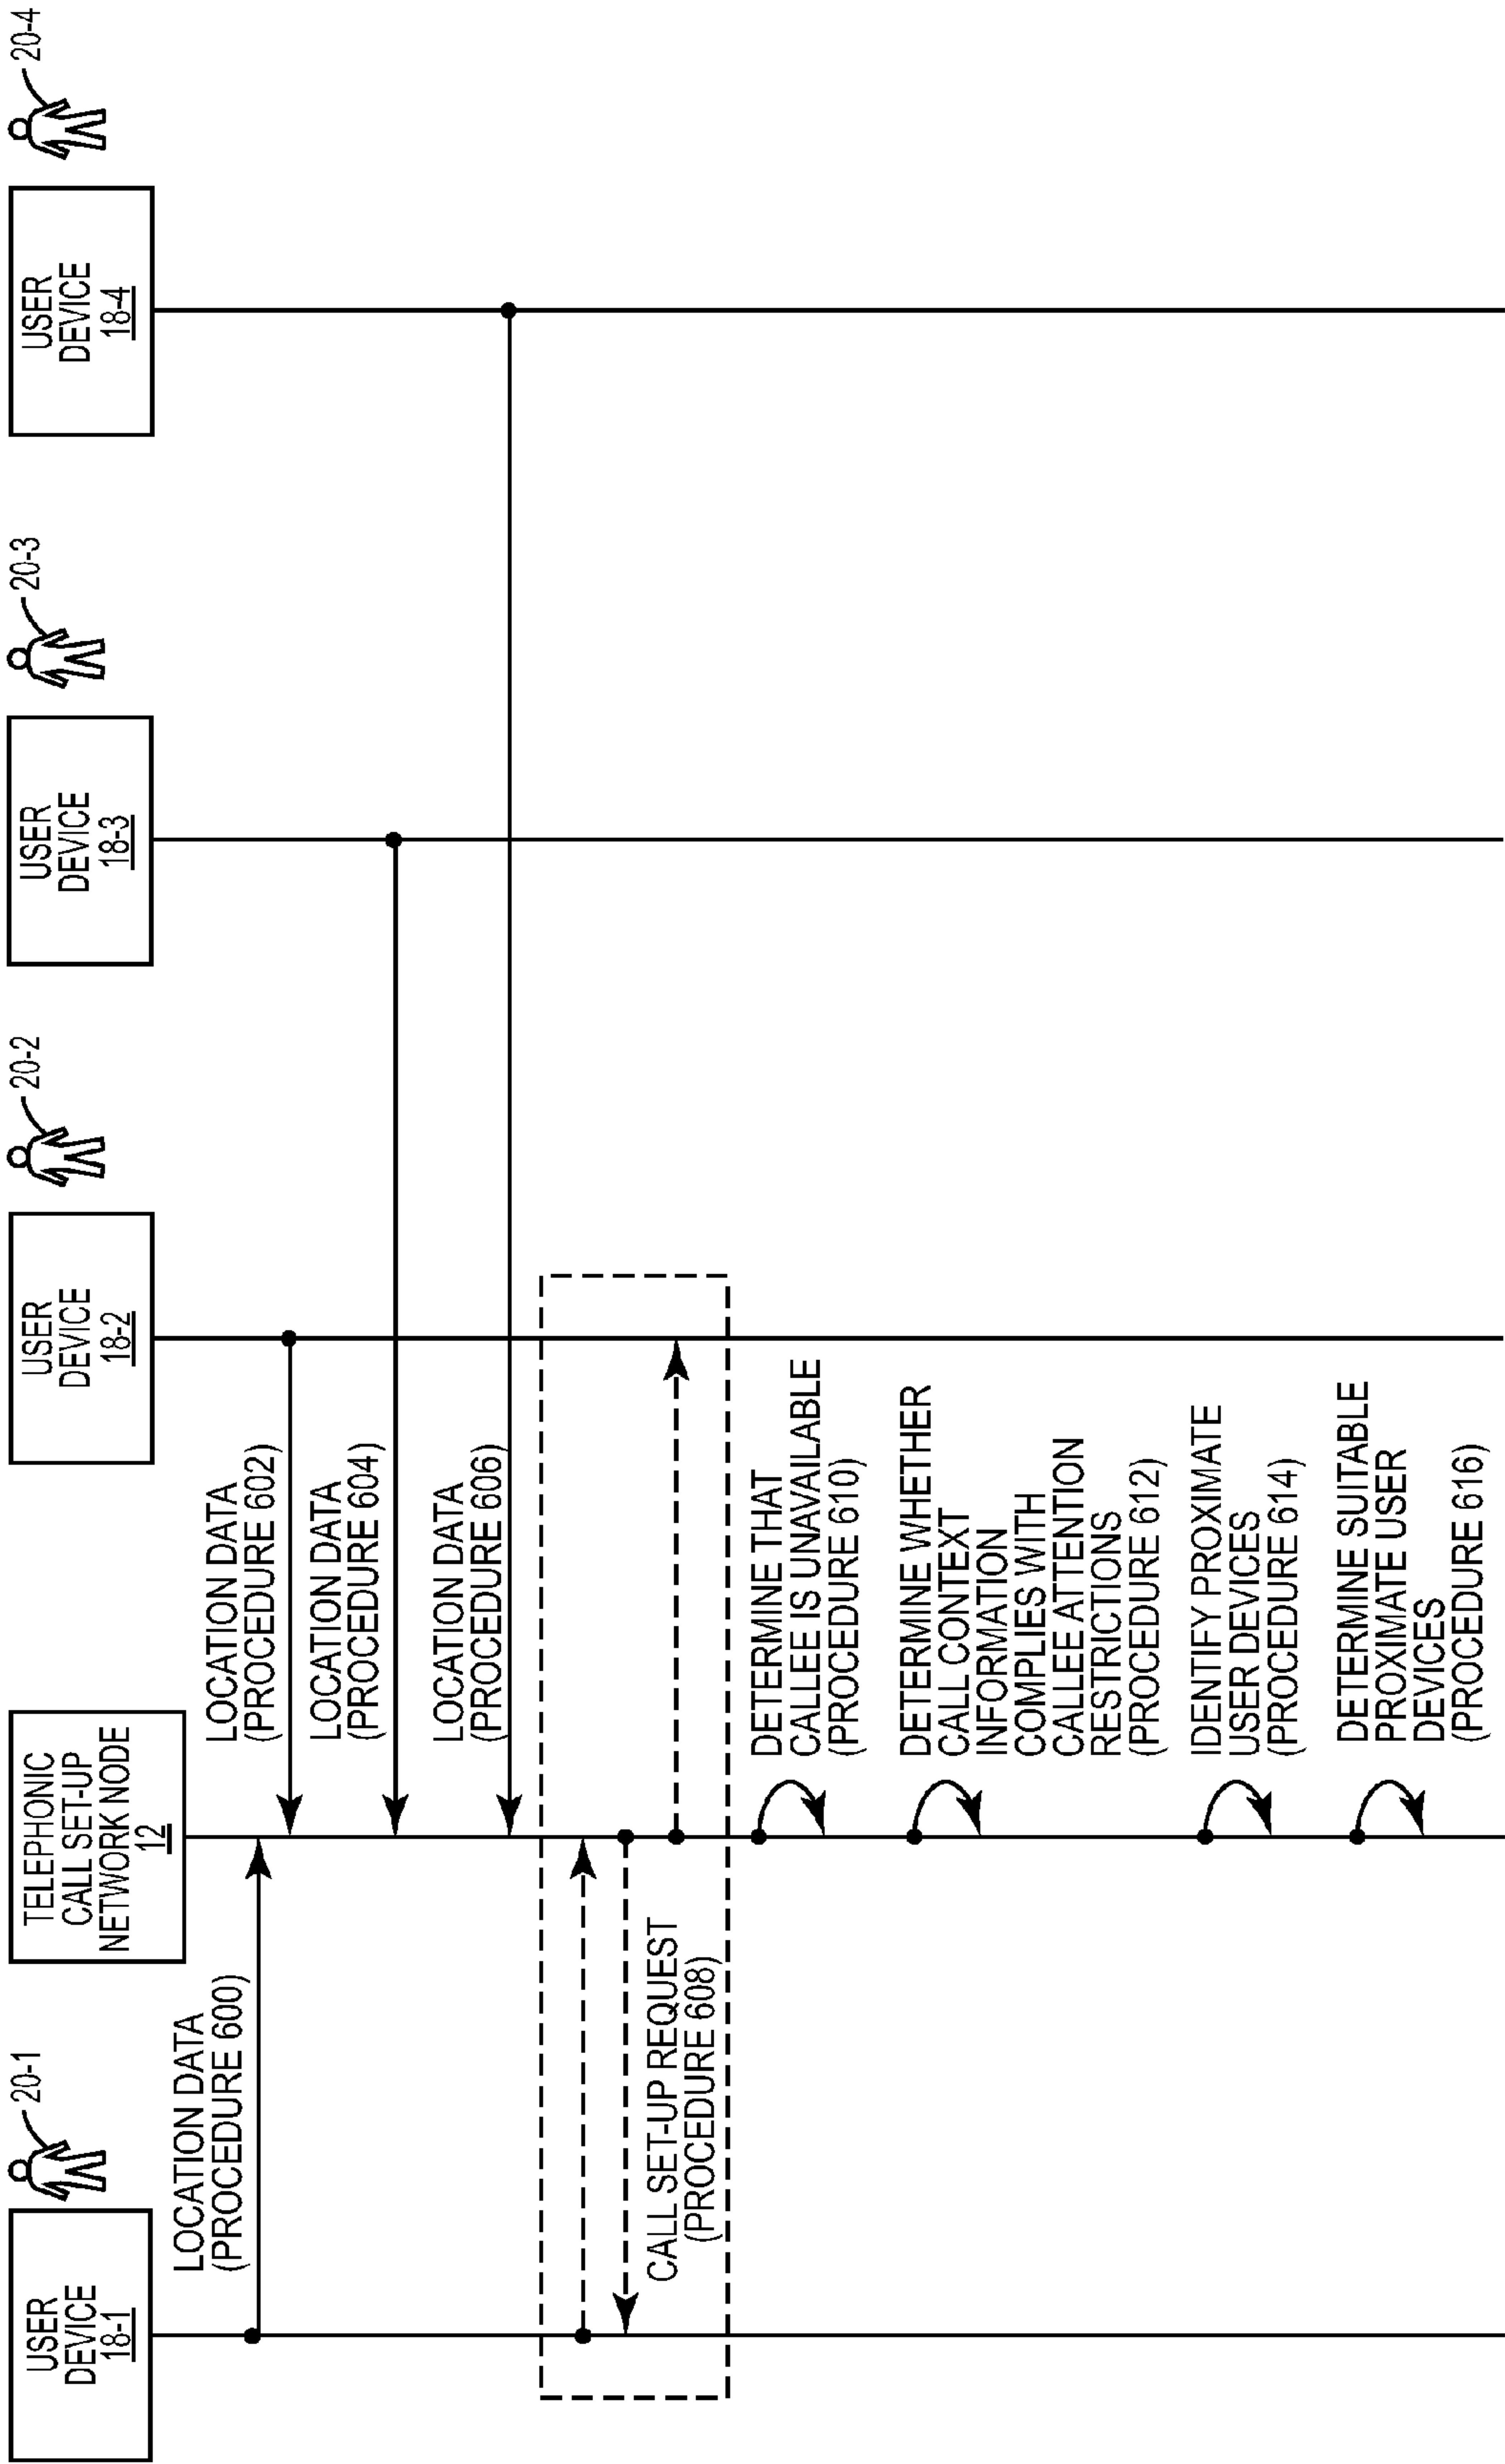 USER
DEVICE
18-1
20-1
TELEPHONIC
CALL SET-UP
NETWORK NODE
12
USER
DEVICE
18-2
20-2
USER
DEVICE
18-3
20-3
USER
DEVICE
18-4
20-4
LOCATION DATA
(PROCEDURE 600)
LOCATION DATA
(PROCEDURE 602)
LOCATION DATA
(PROCEDURE 604)
LOCATION DATA
(PROCEDURE 606)
CALL SET-UP REQUEST
(PROCEDURE 608)
DETERMINE THAT
CALLEE IS UNAVAILABLE
(PROCEDURE 610)
DETERMINE WHETHER
CALL CONTEXT
INFORMATION
COMPLIES WITH
CALLEE ATTENTION
RESTRICTIONS
(PROCEDURE 612)
IDENTIFY PROXIMATE
USER DEVICES
(PROCEDURE 614)
DETERMINE SUITABLE
PROXIMATE USER
DEVICES
(PROCEDURE 616)